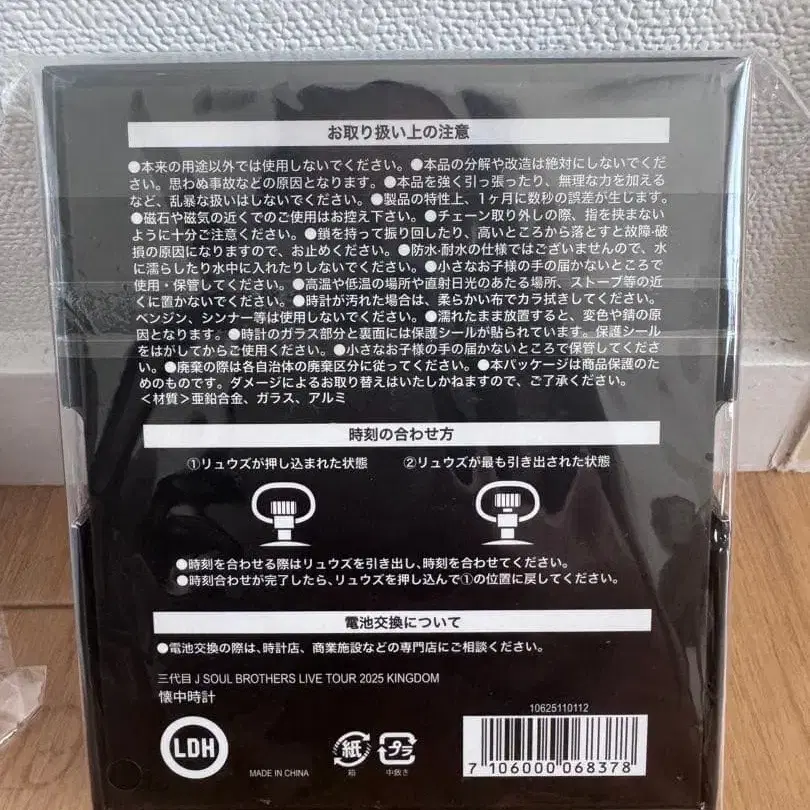 お取り扱い上の注意
●本来の用途以外では使用しないでください。●本品の分解や改造は絶対にしないでくだ
さい。思わぬ事故などの原因となります。●本品を強く引っ張ったり、無理な力を加える
など、乱暴な扱いはしないでください。●製品の特性上、1ヶ月に数秒の誤差が生じます。
●磁石や磁気の近くでのご使用はお控え下さい。●チェーン取り外しの際、指を挟まない
ように十分ご注意ください。●鎖を持って振り回したり、高いところから落とすと故障・破
損の原因になりますので、お止めください。●防水・耐水の仕様ではございませんので、水
に濡らしたり水中に入れたりしないでください。●小さなお子様の手の届かないところで
使用・保管してください。●高温や低温の場所や直射日光のあたる場所、ストーブ等の近
くに置かないでください。●時計が汚れた場合は、柔らかい布でカラ拭きしてください。
ベンジン、シンナー等は使用しないでください。●濡れたまま放置すると、変色や錆の原
因となります。●時計のガラス部分と裏面には保護シールが貼られています。保護シール
をはがしてからご使用ください。●小さなお子様の手の届かないところで保管してくださ
い。●廃棄の際は各自治体の廃棄区分に従ってください。●本パッケージは商品保護のた
めのものです。ダメージによるお取り替えはいたしかねますので、ご了承ください。
＜材質＞亜鉛合金、ガラス、アルミ
時刻の合わせ方
①リュウズが押し込まれた状態 ②リュウズが最も引き出された状態
●時刻を合わせる際はリュウズを引き出し、時刻を合わせてください。
●時刻合わせが完了したら、リュウズを押し込んで①の位置に戻してください。
電池交換について
●電池交換の際は、時計店、商業施設などの専門店にご相談ください。
三代目 J SOUL BROTHERS LIVE TOUR 2025 KINGDOM
懐中時計
LDH
MADE IN CHINA
紙
箱
プラ
中敷き
10625110112
7 106000 068378